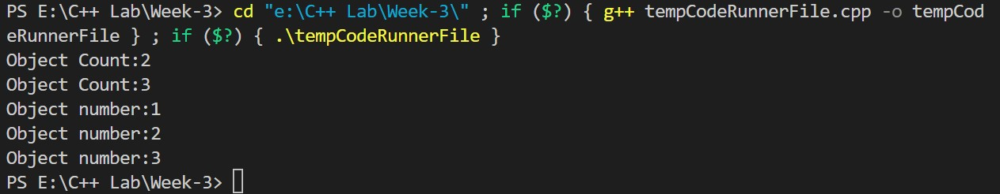 PS E:\C++ Lab\Week-3> cd "e:\C++ Lab\Week-3\" ; if ($?) { g++ tempCodeRunnerFile.cpp -o tempCod
eRunnerFile } ; if ($?) { .\tempCodeRunnerFile }
Object Count:2
Object Count:3
Object number:1
Object number:2
Object number:3
PS E:\C++ Lab\Week-3>